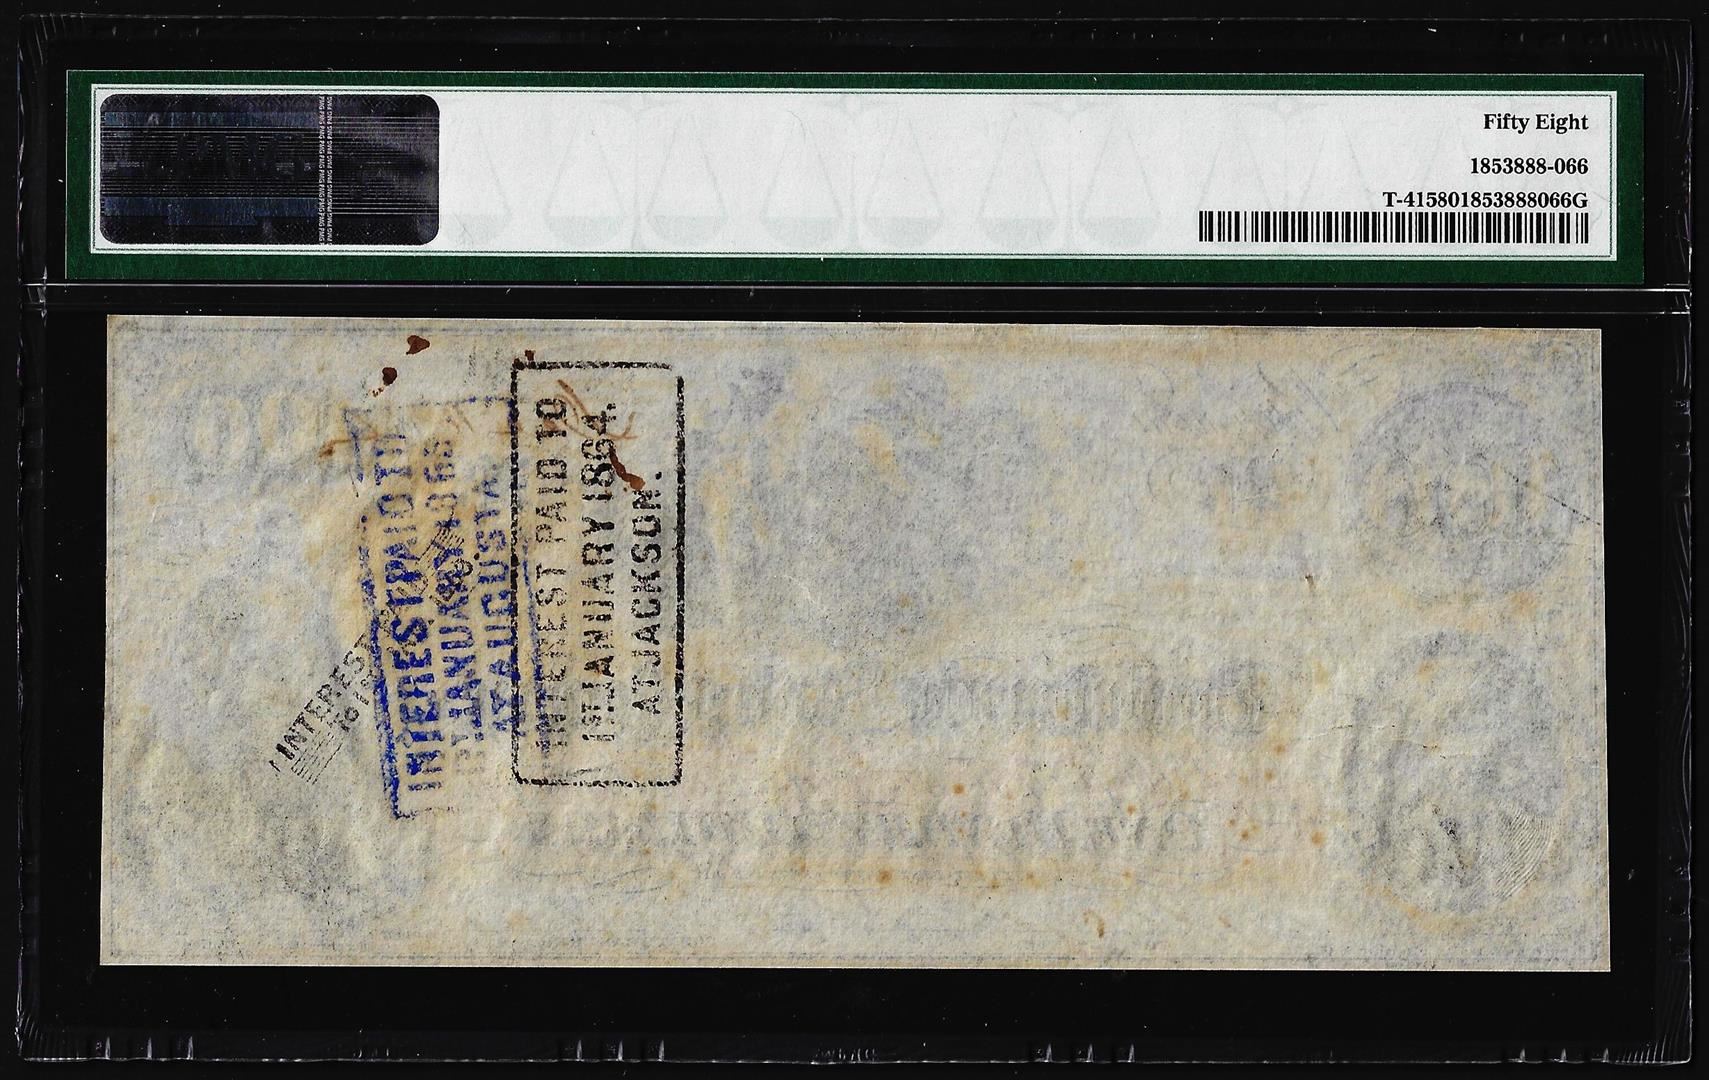 Fifty Eight
1853888-066
T-415801853888066G
INTEREST
INTEREST PAID TO
1ST JANUARY
AT AUGUSTA
INTEREST PAID TO
1ST JANUARY 1864,
AT JACKSON.